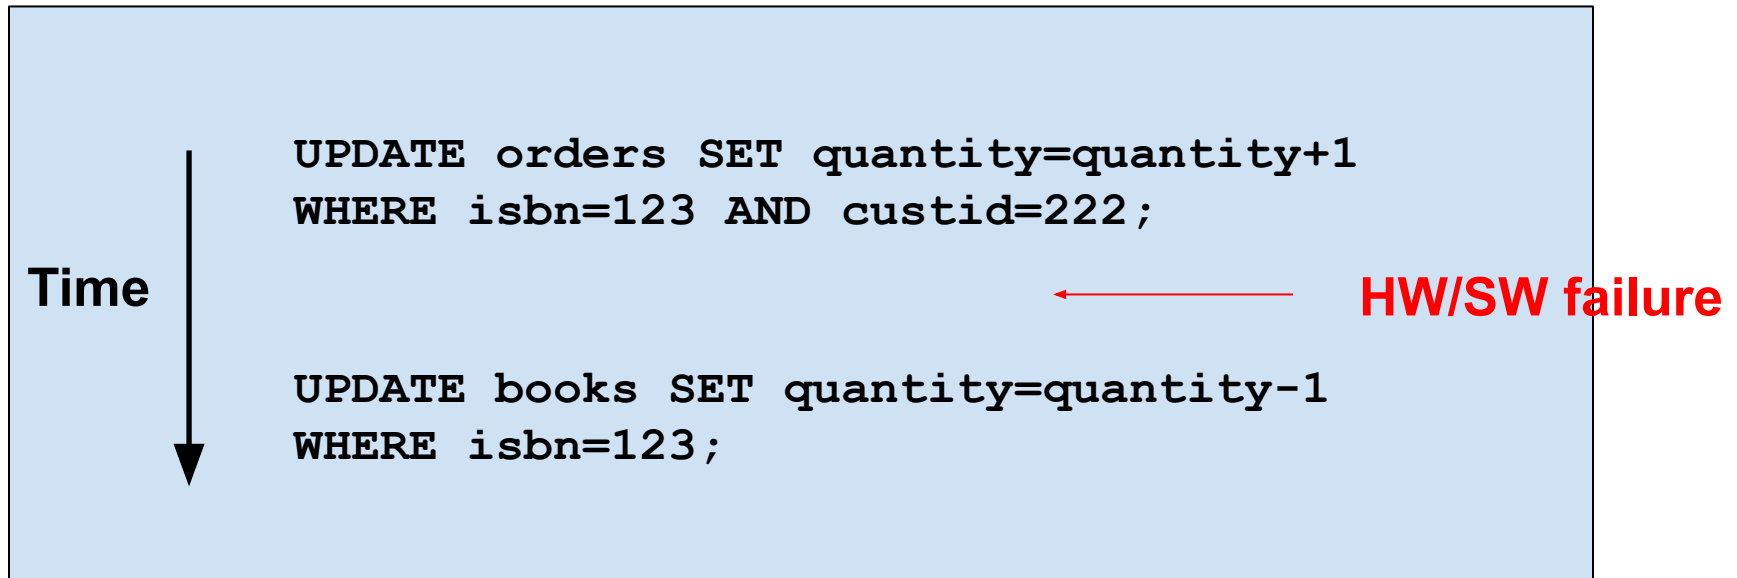 UPDATE orders SET quantity=quantity+1
WHERE isbn=123 AND custid=222;
Time
HW/SW failure
UPDATE books SET quantity=quantity-1
WHERE isbn=123;